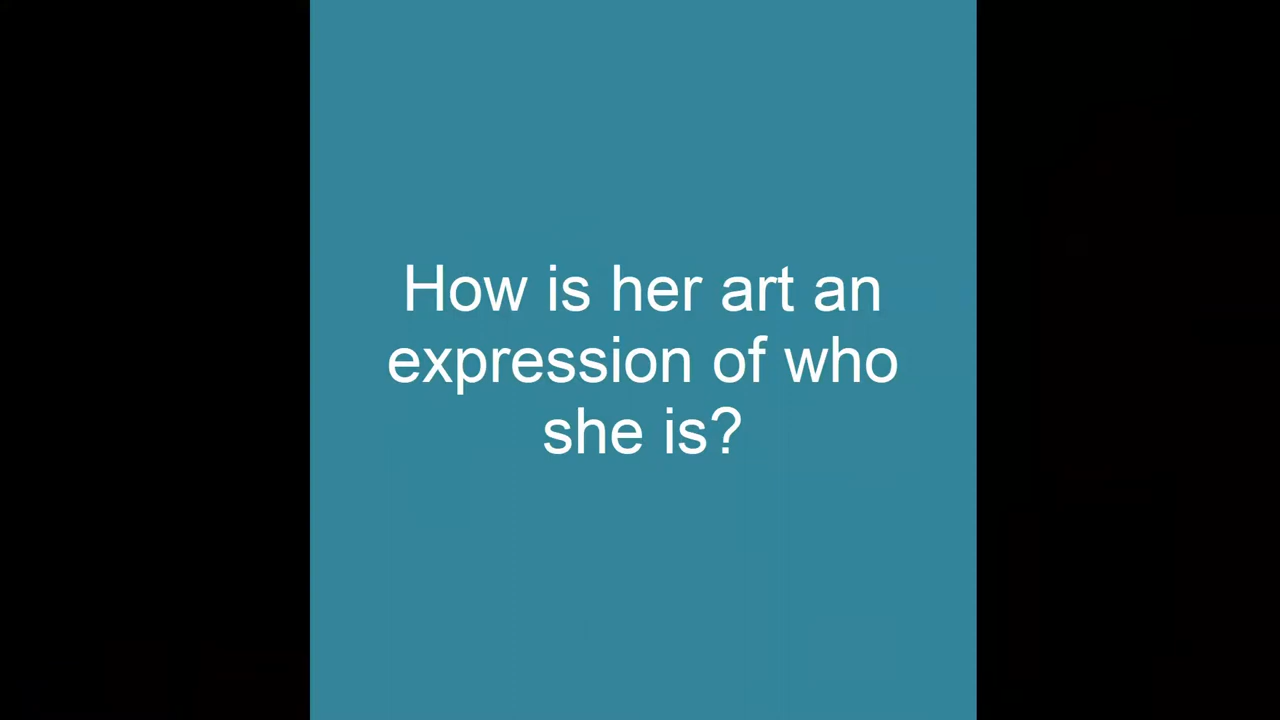 How is her art an
expression of who
she is?